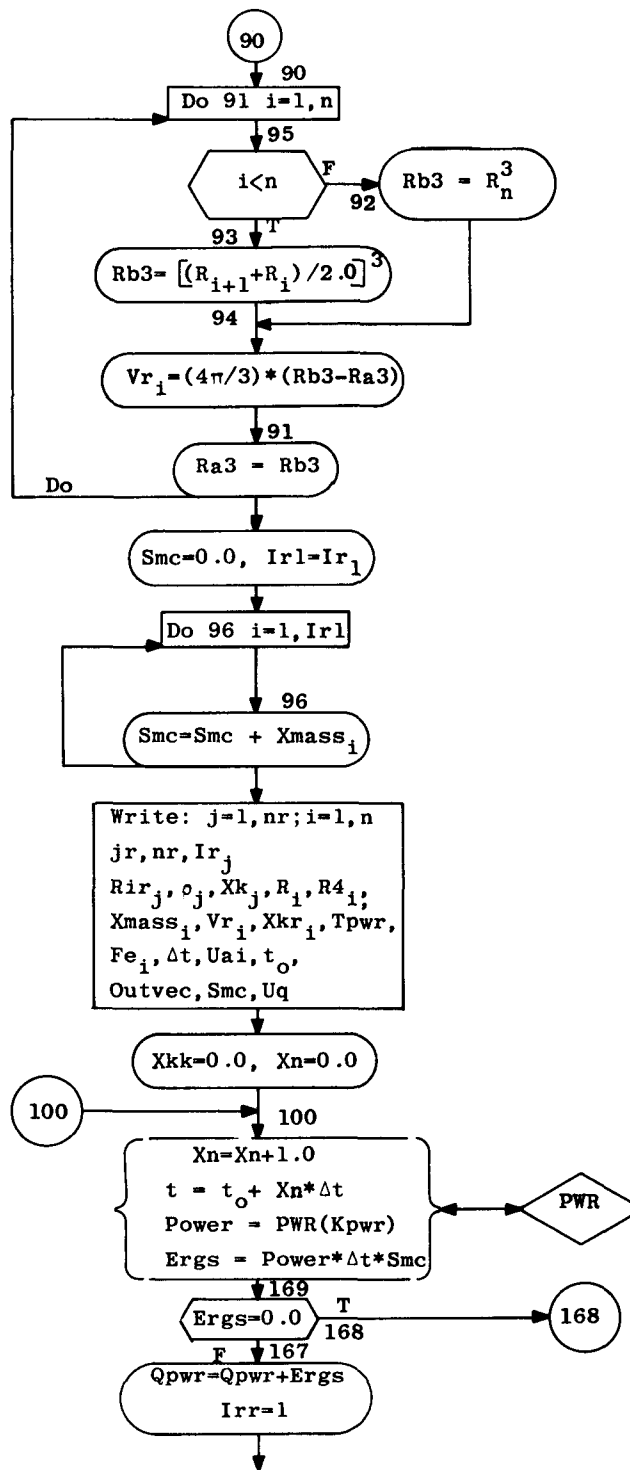 90
90
Do 91 i=1,n
95
i<n
F
92
Rb3 = R_n^3
T
93
Rb3=[(R_{i+1}+R_i)/2.0]^3
94
Vr_i=(4π/3)*(Rb3-Ra3)
91
Ra3 = Rb3
Do
Smc=0.0, Ir1=Ir_1
Do 96 i=1,Ir1
96
Smc=Smc + Xmass_i
Write: j=1,nr;i=1,n
jr,nr,Ir_j
Rir_j,ρ_j,Xk_j,R_i,R4_i,
Xmass_i,Vr_i,Xkr_i,Tpwr,
Fe_i,Δt,Uai,t_o,
Outvec,Smc,Uq
Xkk=0.0, Xn=0.0
100
100
Xn=Xn+1.0
t = t_o+ Xn*Δt
Power = PWR(Kpwr)
Ergs = Power*Δt*Smc
PWR
169
Ergs=0.0
T
168
168
F
167
Qpwr=Qpwr+Ergs
Irr=1